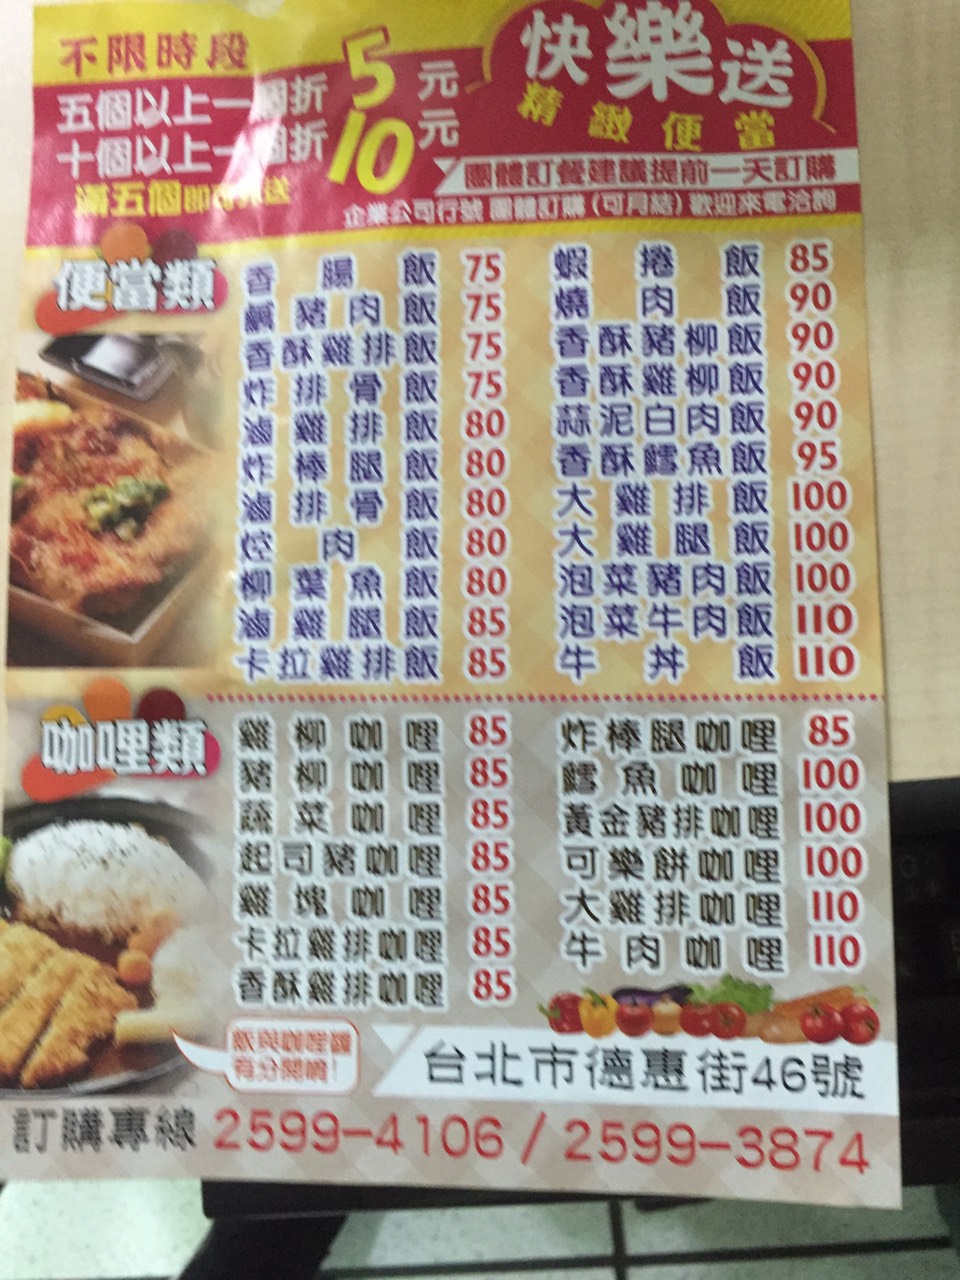 不限時段
五個以上一個折5元
十個以上一個折10元
滿五個即可外送
快樂送
精緻便當
團體訂餐建議提前一天訂購
企業公司行號 團體訂購(可月結)歡迎來電洽詢
便當類
香腸飯 75
鹹豬肉飯 75
香酥雞排飯 75
炸排骨飯 75
滷雞排飯 80
炸棒腿飯 80
滷排骨飯 80
焢肉飯 80
柳葉魚飯 80
滷雞腿飯 85
卡拉雞排飯 85
蝦捲飯 85
燒肉飯 90
香酥豬柳飯 90
香酥雞柳飯 90
蒜泥白肉飯 90
香酥鱈魚飯 95
大雞排飯 100
大雞腿飯 100
泡菜豬肉飯 100
泡菜牛肉飯 110
牛丼飯 110
咖哩類
雞柳咖哩 85
豬柳咖哩 85
蔬菜咖哩 85
起司豬咖哩 85
雞塊咖哩 85
卡拉雞排咖哩 85
香酥雞排咖哩 85
炸棒腿咖哩 85
鱈魚咖哩 100
黃金豬排咖哩 100
可樂餅咖哩 100
大雞排咖哩 110
牛肉咖哩 110
飯與咖哩醬
有分開唷!
台北市德惠街46號
訂購專線 2599-4106 / 2599-3874